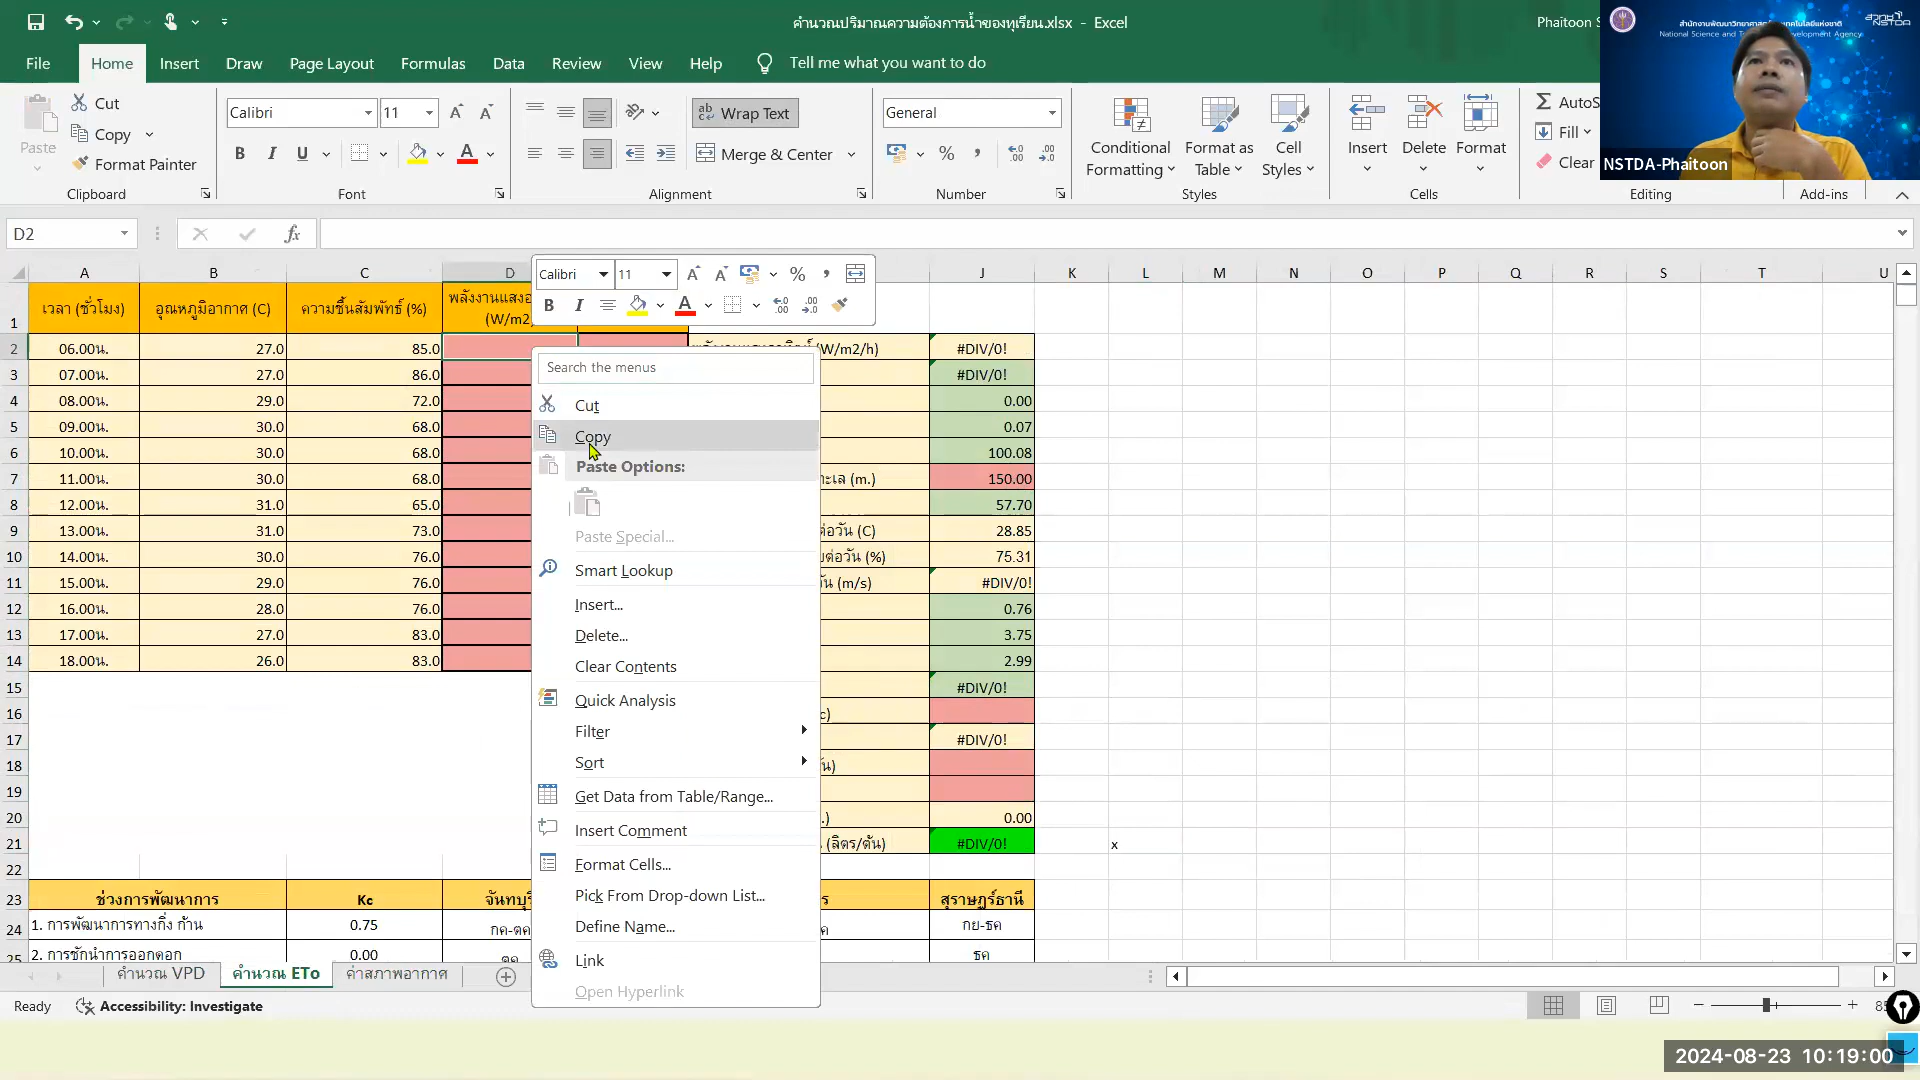 คำนวณปริมาณความต้องการน้ำของทุเรียน.xlsx - Excel
Phaitoon S
สำนักงานพัฒนาวิทยาศาสตร์
National Science and Te
Development Agency
สวทช
NSTDA
NSTDA-Phaitoon
File Home Insert Draw Page Layout Formulas Data Review View Help Tell me what you want to do
Paste
Cut
Copy
Format Painter
Clipboard
Calibri 11
B I U A
Font
Wrap Text
Merge & Center
Alignment
General
%
Number
Conditional Formatting
Format as Table
Cell Styles
Styles
Insert
Delete
Format
Cells
AutoS
Fill
Clear
Editing
Add-ins
D2
fx
A B C D J K L M N O P Q R S T U
1 เวลา (ชั่วโมง) อุณหภูมิอากาศ (C) ความชื้นสัมพัทธ์ (%) พลังงานแสงอ
(W/m2)
2 06.00น. 27.0 85.0 (W/m2/h) #DIV/0!
3 07.00น. 27.0 86.0 #DIV/0!
4 08.00น. 29.0 72.0 0.00
5 09.00น. 30.0 68.0 0.07
6 10.00น. 30.0 68.0 100.08
7 11.00น. 30.0 68.0 ะเล (m.) 150.00
8 12.00น. 31.0 65.0 57.70
9 13.00น. 31.0 73.0 ต่อวัน (C) 28.85
10 14.00น. 30.0 76.0 ยต่อวัน (%) 75.31
11 15.00น. 29.0 76.0 ัน (m/s) #DIV/0!
12 16.00น. 28.0 76.0 0.76
13 17.00น. 27.0 83.0 3.75
14 18.00น. 26.0 83.0 2.99
15 #DIV/0!
16 c)
17 #DIV/0!
18 ัน)
19
20 .) 0.00
21 (ลิตร/ต้น) #DIV/0! x
22
23 ช่วงการพัฒนาการ Kc จันทบุรี ร สุราษฎร์ธานี
24 1. การพัฒนาการทางกิ่ง ก้าน 0.75 กค-ตค ค กย-ธค
25 2. การชักนำการออกดอก 0.00 ตค ธค
Calibri 11 %
B I A
Search the menus
Cut
Copy
Paste Options:
Paste Special...
Smart Lookup
Insert...
Delete...
Clear Contents
Quick Analysis
Filter
Sort
Get Data from Table/Range...
Insert Comment
Format Cells...
Pick From Drop-down List...
Define Name...
Link
Open Hyperlink
คำนวณ VPD คำนวณ ETo ค่าสภาพอากาศ
Ready Accessibility: Investigate
2024-08-23 10:19:00